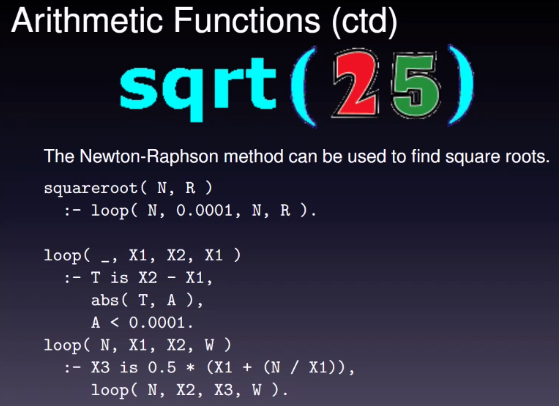 Arithmetic Functions (ctd)
sqrt(25)
The Newton-Raphson method can be used to find square roots.
squareroot( N, R )
:- loop( N, 0.0001, N, R ).
loop( _, X1, X2, X1 )
:- T is X2 - X1,
abs( T, A ),
A < 0.0001.
loop( N, X1, X2, W )
:- X3 is 0.5 * (X1 + (N / X1)),
loop( N, X2, X3, W ).